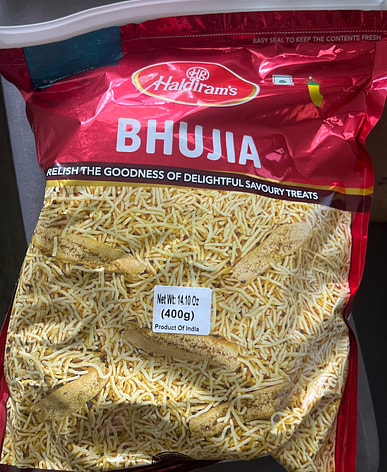 EASY SEAL TO KEEP THE CONTENTS FRESH
HR
Haldiram's
BHUJIA
RELISH THE GOODNESS OF DELIGHTFUL SAVOURY TREATS
Net Wt: 14.10 Oz
(400g)
Product Of India